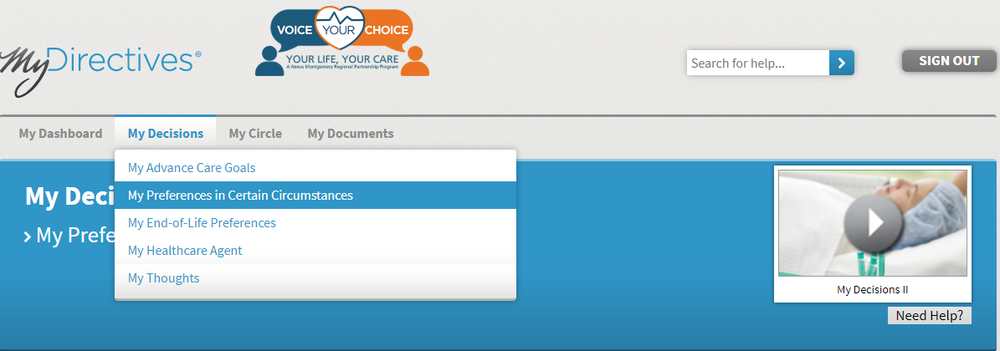 VOICE YOUR CHOICE
YOUR LIFE, YOUR CARE
A Nexus Montgomery Regional Partnership Program
MyDirectives®
Search for help...
SIGN OUT
My Dashboard
My Decisions
My Circle
My Documents
My Advance Care Goals
My Preferences in Certain Circumstances
My End-of-Life Preferences
My Healthcare Agent
My Thoughts
My Deci
My Prefe
My Decisions II
Need Help?